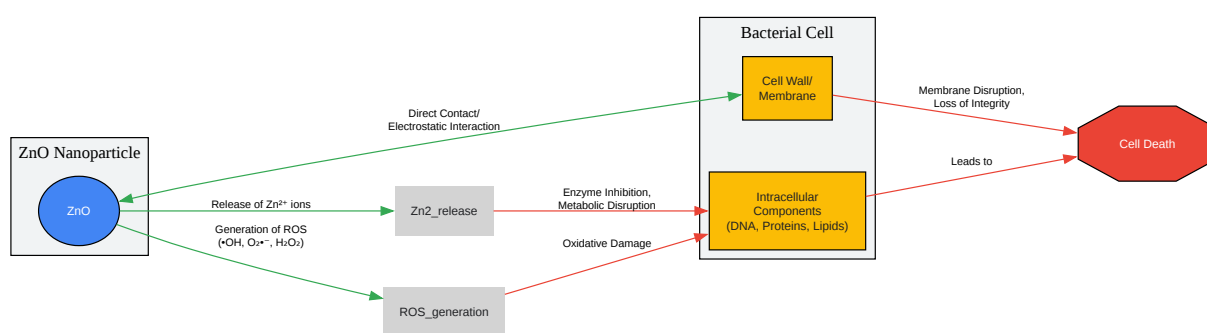 Bacterial Cell
Cell Wall/
Membrane
Membrane Disruption,
Loss of Integrity
Direct Contact/
Electrostatic Interaction
Cell Death
ZnO Nanoparticle
Leads to
ZnO
Release of Zn²⁺ ions
Zn2_release
Enzyme Inhibition,
Metabolic Disruption
Intracellular
Components
(DNA, Proteins, Lipids)
Generation of ROS
(•OH, O₂•⁻, H₂O₂)
Oxidative Damage
ROS_generation